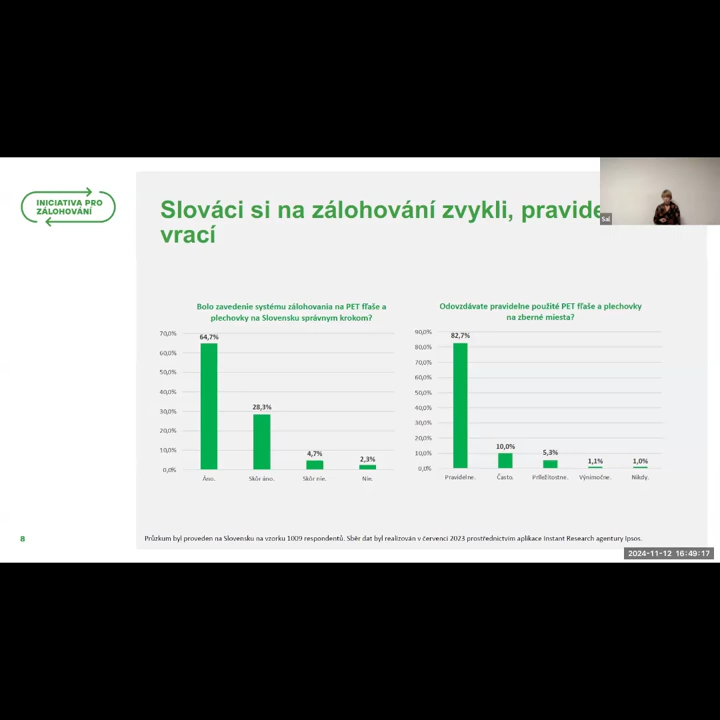 INICIATIVA PRO
ZÁLOHOVÁNÍ
Slováci si na zálohování zvykli,
vrací
Sál
Bolo zavedenie systému zálohovania na PET fľaše a
plechovky na Slovensku správnym krokom?
70,0%
60,0%
50,0%
40,0%
30,0%
20,0%
10,0%
0,0%
64,7%
28,3%
4,7%
2,3%
Áno.
Skôr áno.
Skôr nie.
Nie.
Odovzdávate pravidelne použité PET fľaše a plechovky
na zberné miesta?
90,0%
80,0%
70,0%
60,0%
50,0%
40,0%
30,0%
20,0%
10,0%
0,0%
82,7%
10,0%
5,3%
1,1%
1,0%
Pravidelne.
Často.
Príležitostne.
Výnimočne.
Nikdy.
8
Průzkum byl proveden na Slovensku na vzorku 1009 respondentů. Sběr dat byl realizován v červenci 2023 prostřednictvím aplikace Instant Research agentury Ipsos.
2024-11-12 16:49:17